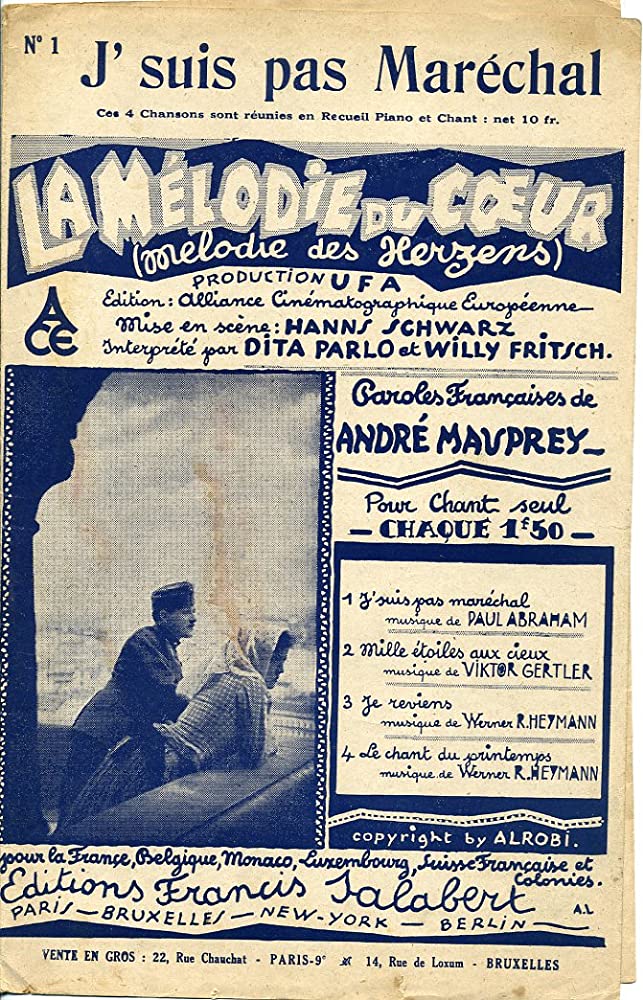 N° 1
J' suis pas Maréchal
Ces 4 Chansons sont réunies en Recueil Piano et Chant : net 10 fr.
LA MÉLODIE DU CŒUR
(Melodie des Herzens)
PRODUCTION UFA
Edition : Alliance Cinématographique Européenne
ACE
Mise en scène : HANNS SCHWARZ
Interprété par DITA PARLO et WILLY FRITSCH.
Paroles Françaises de
ANDRÉ MAUPREY
Pour Chant seul
— CHAQUE 1f50 —
1 J'suis pas maréchal
musique de PAUL ABRAHAM
2 Mille étoiles aux cieux
musique de VIKTOR GERTLER
3 Je reviens
musique de Werner R. HEYMANN
4 Le chant du printemps
musique de Werner R. HEYMANN
copyright by ALROBI.
pour la France, Belgique, Monaco, Luxembourg, Suisse Française et
Colonies.
Editions Francis Salabert
A.L
PARIS — BRUXELLES — NEW-YORK — BERLIN —
VENTE EN GROS : 22, Rue Chauchat - PARIS-9e 14, Rue de Loxum - BRUXELLES